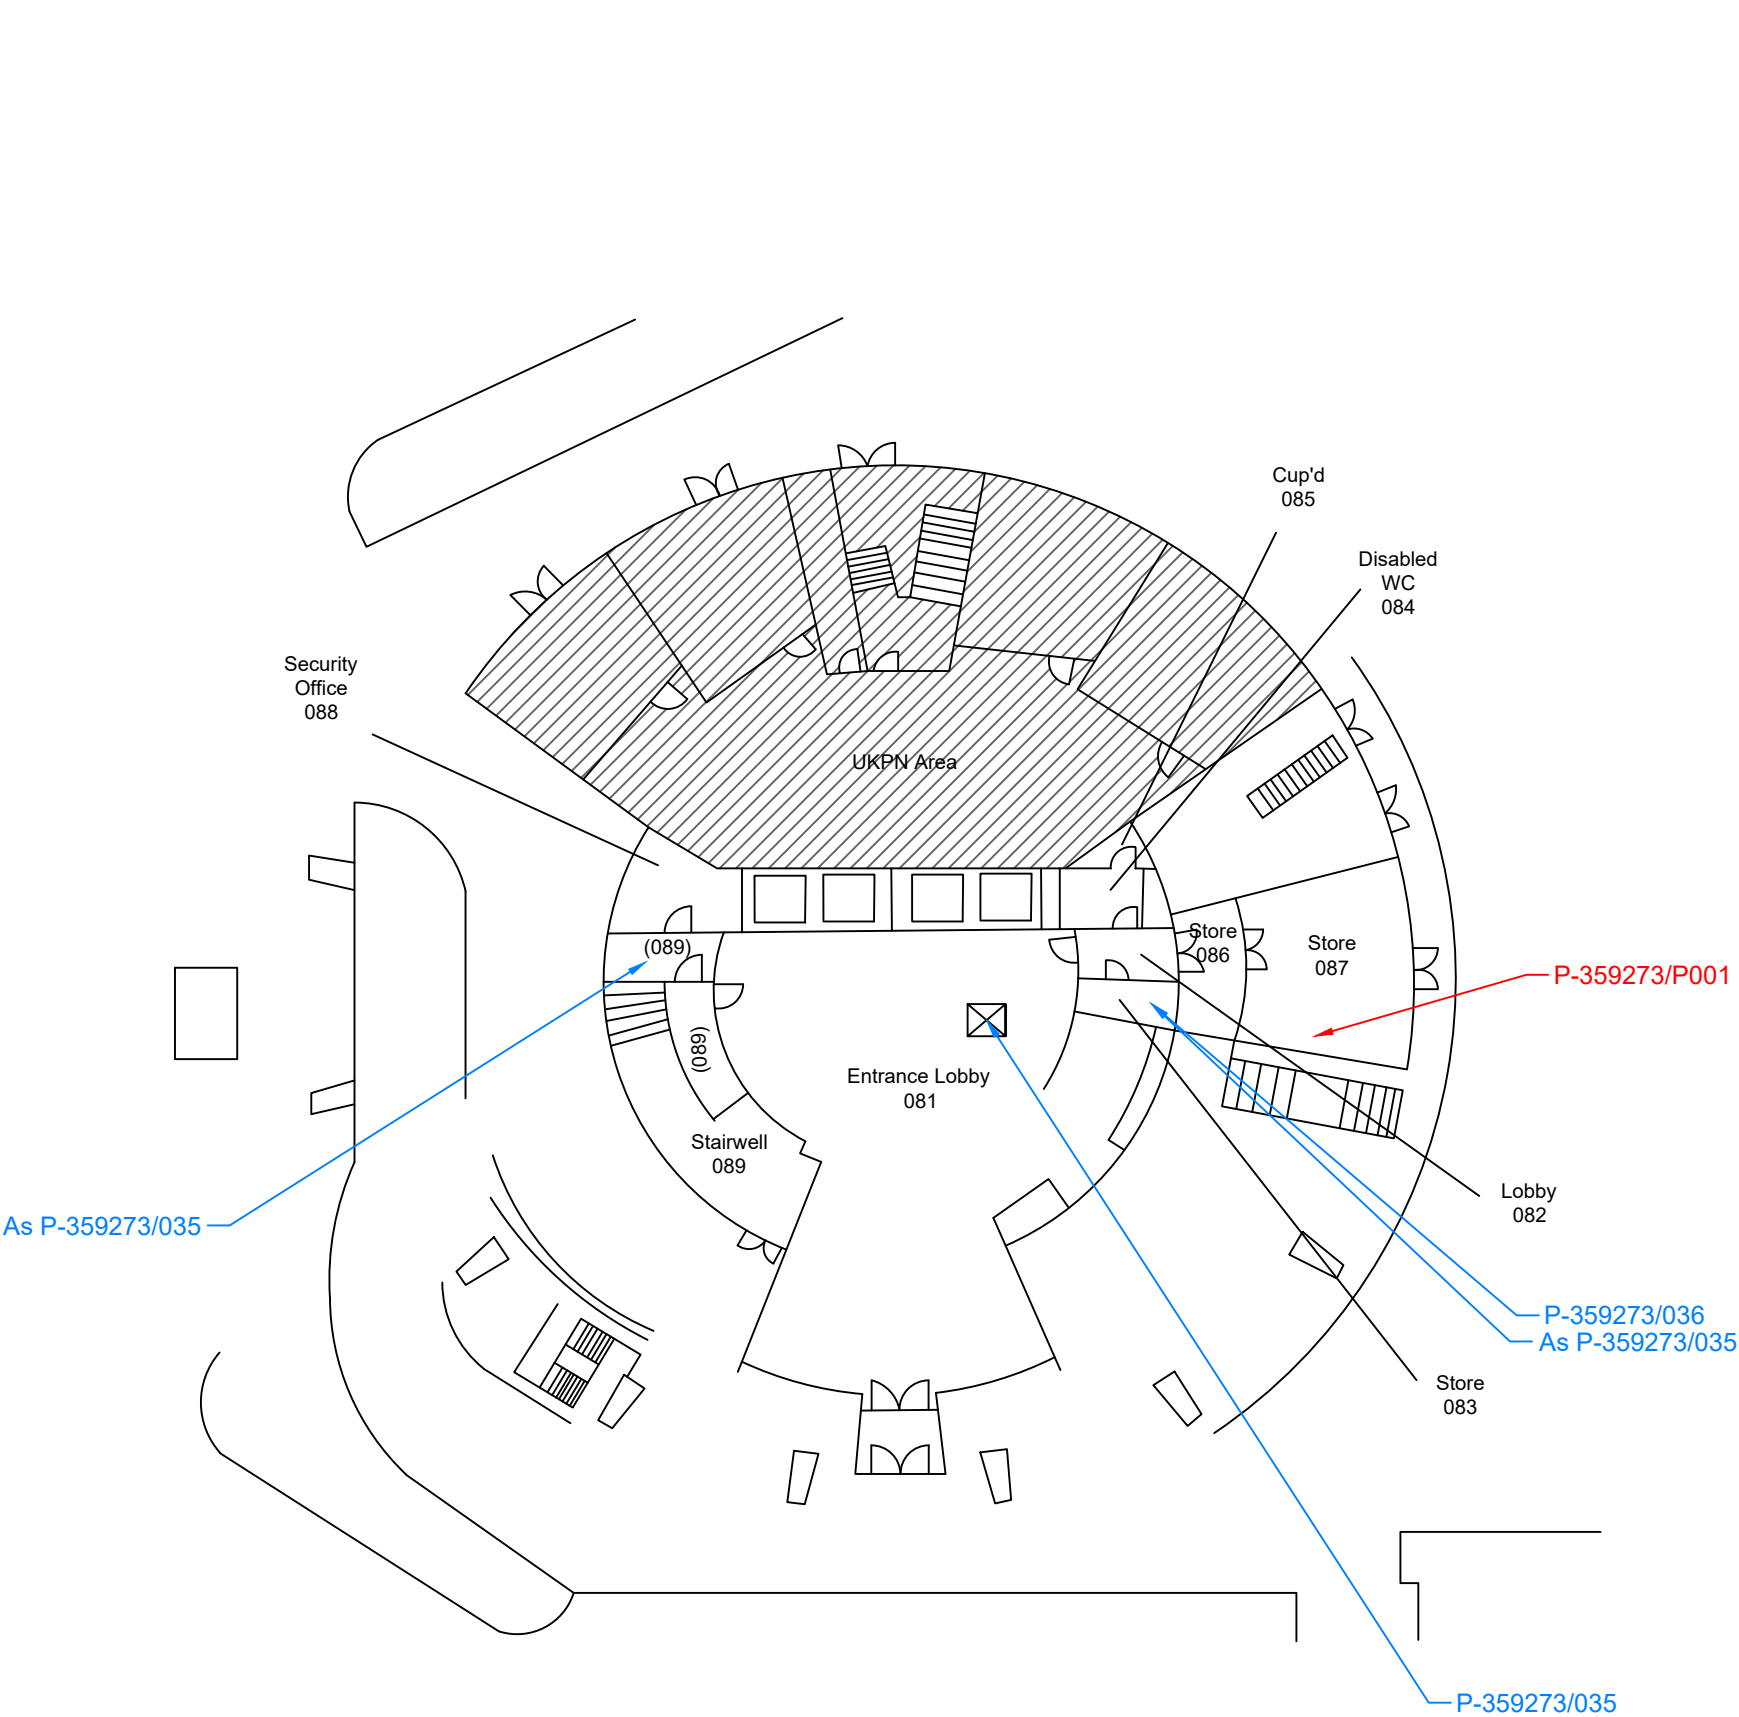 Cup'd
085
Disabled
WC
084
Security
Office
088
UKPN Area
Store
086
Store
087
(089)
P-359273/P001
(089)
Entrance Lobby
081
Stairwell
089
Lobby
082
As P-359273/035
P-359273/036
As P-359273/035
Store
083
P-359273/035